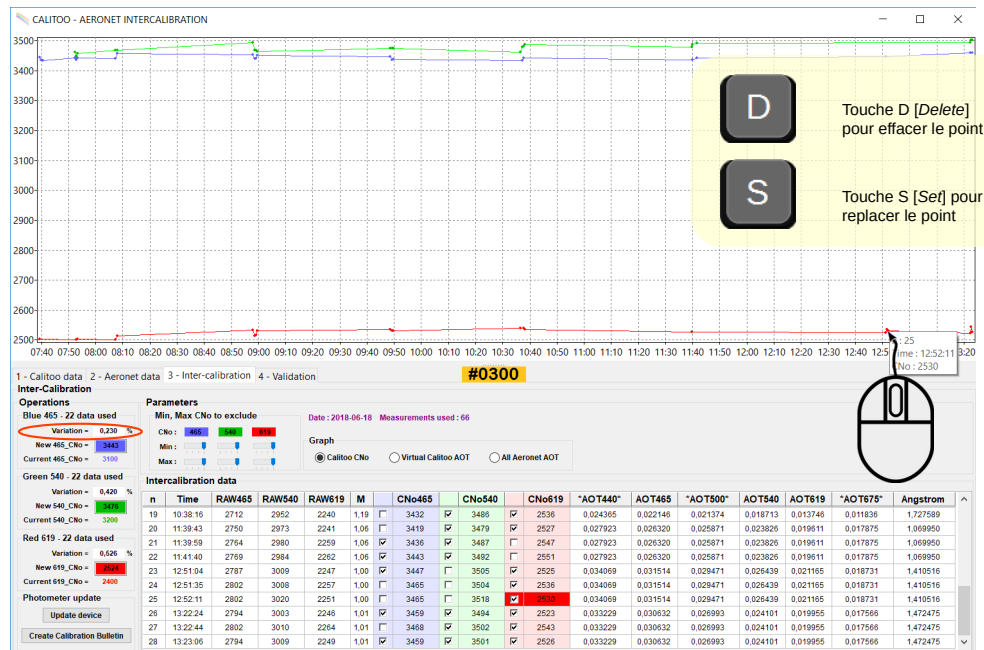 CALITOO - AERONET INTERCALIBRATION
3500
3400
3300
3200
3100
3000
2900
2800
2700
2600
2500
D
Touche D [Delete]
pour effacer le point
S
Touche S [Set] pour
replacer le point
: 25
ime : 12:52:11
CNo : 2530
07:40 07:50 08:00 08:10 08:20 08:30 08:40 08:50 09:00 09:10 09:20 09:30 09:40 09:50 10:00 10:10 10:20 10:30 10:40 10:50 11:00 11:10 11:20 11:30 11:40 11:50 12:00 12:10 12:20 12:30 12:40 12:5 3:20
1 - Calitoo data 2 - Aeronet data 3 - Inter-calibration 4 - Validation
#0300
Inter-Calibration
Operations
Blue 465 - 22 data used
Variation = 0,230 %
New 465_CNo = 3443
Current 465_CNo = 3100
Green 540 - 22 data used
Variation = 0,420 %
New 540_CNo = 3476
Current 540_CNo = 3200
Red 619 - 22 data used
Variation = 0,526 %
New 619_CNo = 2524
Current 619_CNo = 2400
Photometer update
Update device
Create Calibration Bulletin
Parameters
Min, Max CNo to exclude
CNo : 465 540 619
Min :
Max :
Date : 2018-06-18 Measurements used : 66
Graph
Calitoo CNo Virtual Calitoo AOT All Aeronet AOT
Intercalibration data
n Time RAW465 RAW540 RAW619 M CNo465 CNo540 CNo619 "AOT440" AOT465 "AOT500" AOT540 AOT619 "AOT675" Angstrom
19 10:38:16 2712 2952 2240 1,19 3432 3486 2536 0,024365 0,022146 0,021374 0,018713 0,013746 0,011836 1,727589
20 11:39:43 2750 2973 2241 1,06 3419 3479 2527 0,027923 0,026320 0,025871 0,023826 0,019611 0,017875 1,069950
21 11:39:59 2764 2980 2259 1,06 3436 3487 2547 0,027923 0,026320 0,025871 0,023826 0,019611 0,017875 1,069950
22 11:41:40 2769 2984 2262 1,06 3443 3492 2551 0,027923 0,026320 0,025871 0,023826 0,019611 0,017875 1,069950
23 12:51:04 2787 3009 2247 1,00 3447 3505 2525 0,034069 0,031514 0,029471 0,026439 0,021165 0,018731 1,410516
24 12:51:35 2802 3008 2257 1,00 3465 3504 2536 0,034069 0,031514 0,029471 0,026439 0,021165 0,018731 1,410516
25 12:52:11 2802 3020 2251 1,00 3465 3518 2530 0,034069 0,031514 0,029471 0,026439 0,021165 0,018731 1,410516
26 13:22:24 2794 3003 2246 1,01 3459 3494 2523 0,033229 0,030632 0,026993 0,024101 0,019955 0,017566 1,472475
27 13:22:44 2802 3010 2264 1,01 3468 3502 2543 0,033229 0,030632 0,026993 0,024101 0,019955 0,017566 1,472475
28 13:23:06 2794 3009 2249 1,01 3459 3501 2526 0,033229 0,030632 0,026993 0,024101 0,019955 0,017566 1,472475